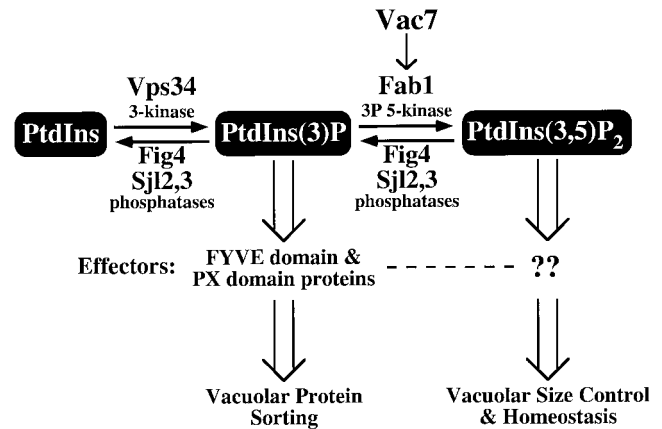 Vac7
Vps34
3-kinase
Fab1
3P 5-kinase
PtdIns
PtdIns(3)P
PtdIns(3,5)P₂
Fig4
Sjl2,3
phosphatases
Fig4
Sjl2,3
phosphatases
Effectors:
FYVE domain &
PX domain proteins
??
Vacuolar Protein
Sorting
Vacuolar Size Control
& Homeostasis